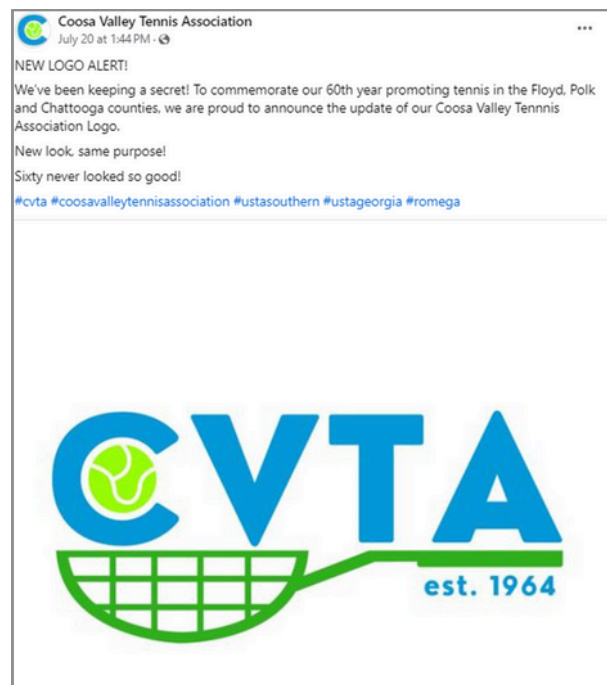 Coosa Valley Tennis Association
July 20 at 1:44 PM ·
NEW LOGO ALERT!
We've been keeping a secret! To commemorate our 60th year promoting tennis in the Floyd, Polk
and Chattooga counties, we are proud to announce the update of our Coosa Valley Tennnis
Association Logo.
New look, same purpose!
Sixty never looked so good!
#cvta #coosavalleytennisassociation #ustasouthern #ustageorgia #romega
CVTA
est. 1964